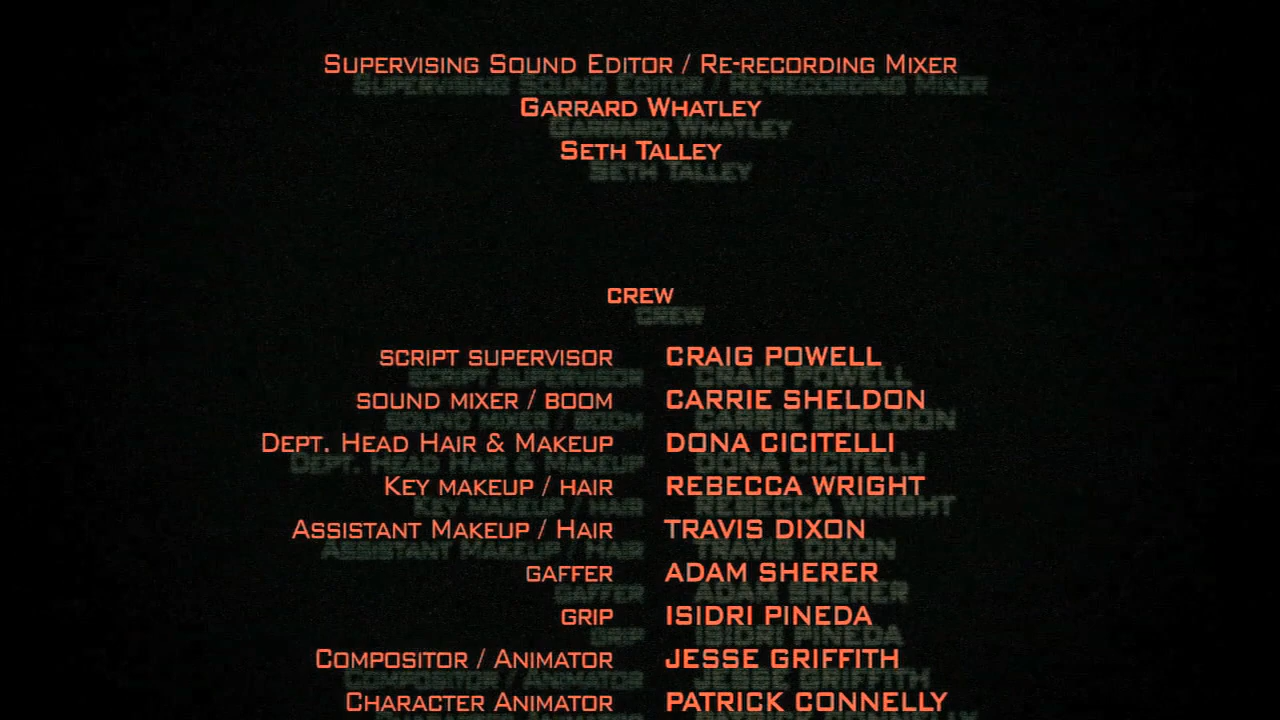 Supervising Sound Editor / Re-recording Mixer
Garrard Whatley
Seth Talley
CREW
SCRIPT SUPERVISOR CRAIG POWELL
SOUND MIXER / BOOM CARRIE SHELDON
Dept. Head Hair & Makeup DONA CICITELLI
Key makeup / hair REBECCA WRIGHT
Assistant Makeup / Hair TRAVIS DIXON
GAFFER ADAM SHERER
GRIP ISIDRI PINEDA
Compositor / Animator JESSE GRIFFITH
Character Animator PATRICK CONNELLY